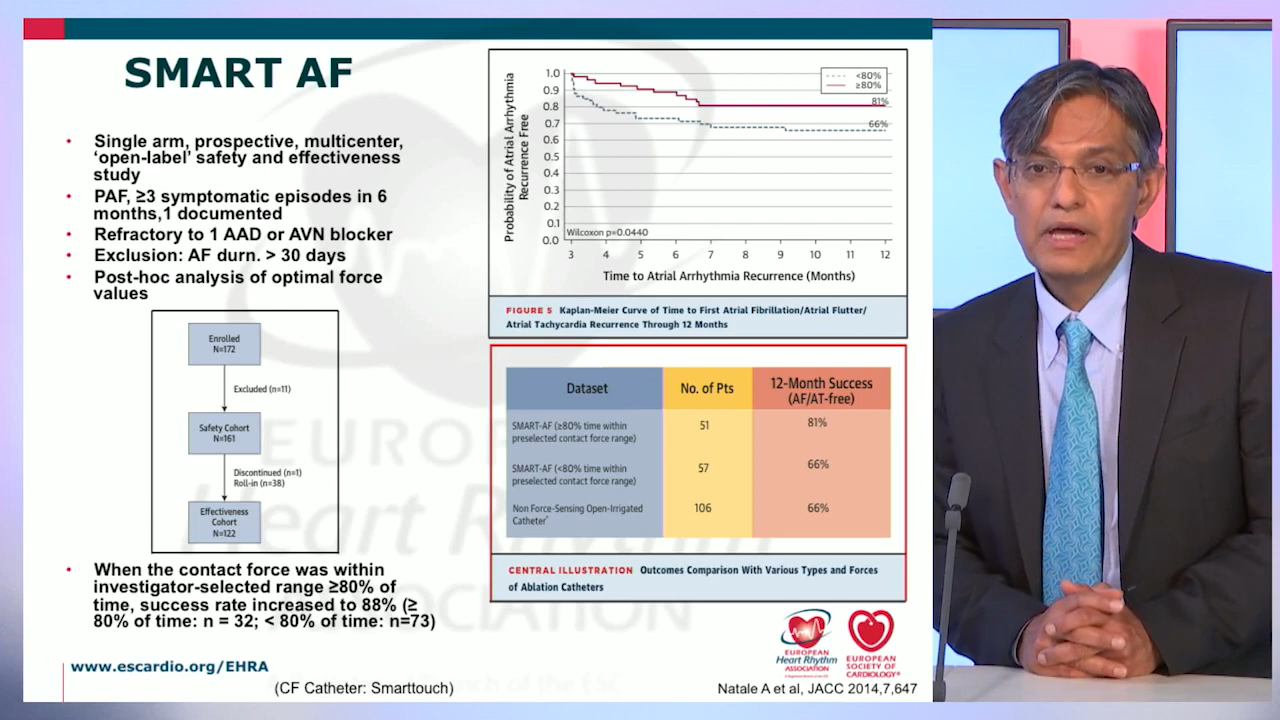 SMART AF
• Single arm, prospective, multicenter,
‘open-label’ safety and effectiveness
study
• PAF, ≥3 symptomatic episodes in 6
months,1 documented
• Refractory to 1 AAD or AVN blocker
• Exclusion: AF durn. > 30 days
• Post-hoc analysis of optimal force
values
Enrolled
N=172
Excluded (n=11)
Safety Cohort
N=161
Discontinued (n=1)
Roll-in (n=38)
Effectiveness
Cohort
N=122
• When the contact force was within
investigator-selected range ≥80% of
time, success rate increased to 88% (≥
80% of time: n = 32; < 80% of time: n=73)
www.escardio.org/EHRA
(CF Catheter: Smarttouch)
Probability of Atrial Arrhythmia
Recurrence Free
1.0
0.9
0.8
0.7
0.6
0.5
0.4
0.3
0.2
0.1
0.0
<80%
≥80%
81%
66%
Wilcoxon p=0.0440
3 4 5 6 7 8 9 10 11 12
Time to Atrial Arrhythmia Recurrence (Months)
FIGURE 5 Kaplan-Meier Curve of Time to First Atrial Fibrillation/Atrial Flutter/
Atrial Tachycardia Recurrence Through 12 Months
Dataset No. of Pts 12-Month Success
(AF/AT-free)
SMART-AF (≥80% time within
preselected contact force range) 51 81%
SMART-AF (<80% time within
preselected contact force range) 57 66%
Non Force-Sensing Open-Irrigated
Catheter* 106 66%
CENTRAL ILLUSTRATION Outcomes Comparison With Various Types and Forces
of Ablation Catheters
EUROPEAN
Heart Rhythm
ASSOCIATION
EUROPEAN
SOCIETY OF
CARDIOLOGY®
Natale A et al, JACC 2014,7,647